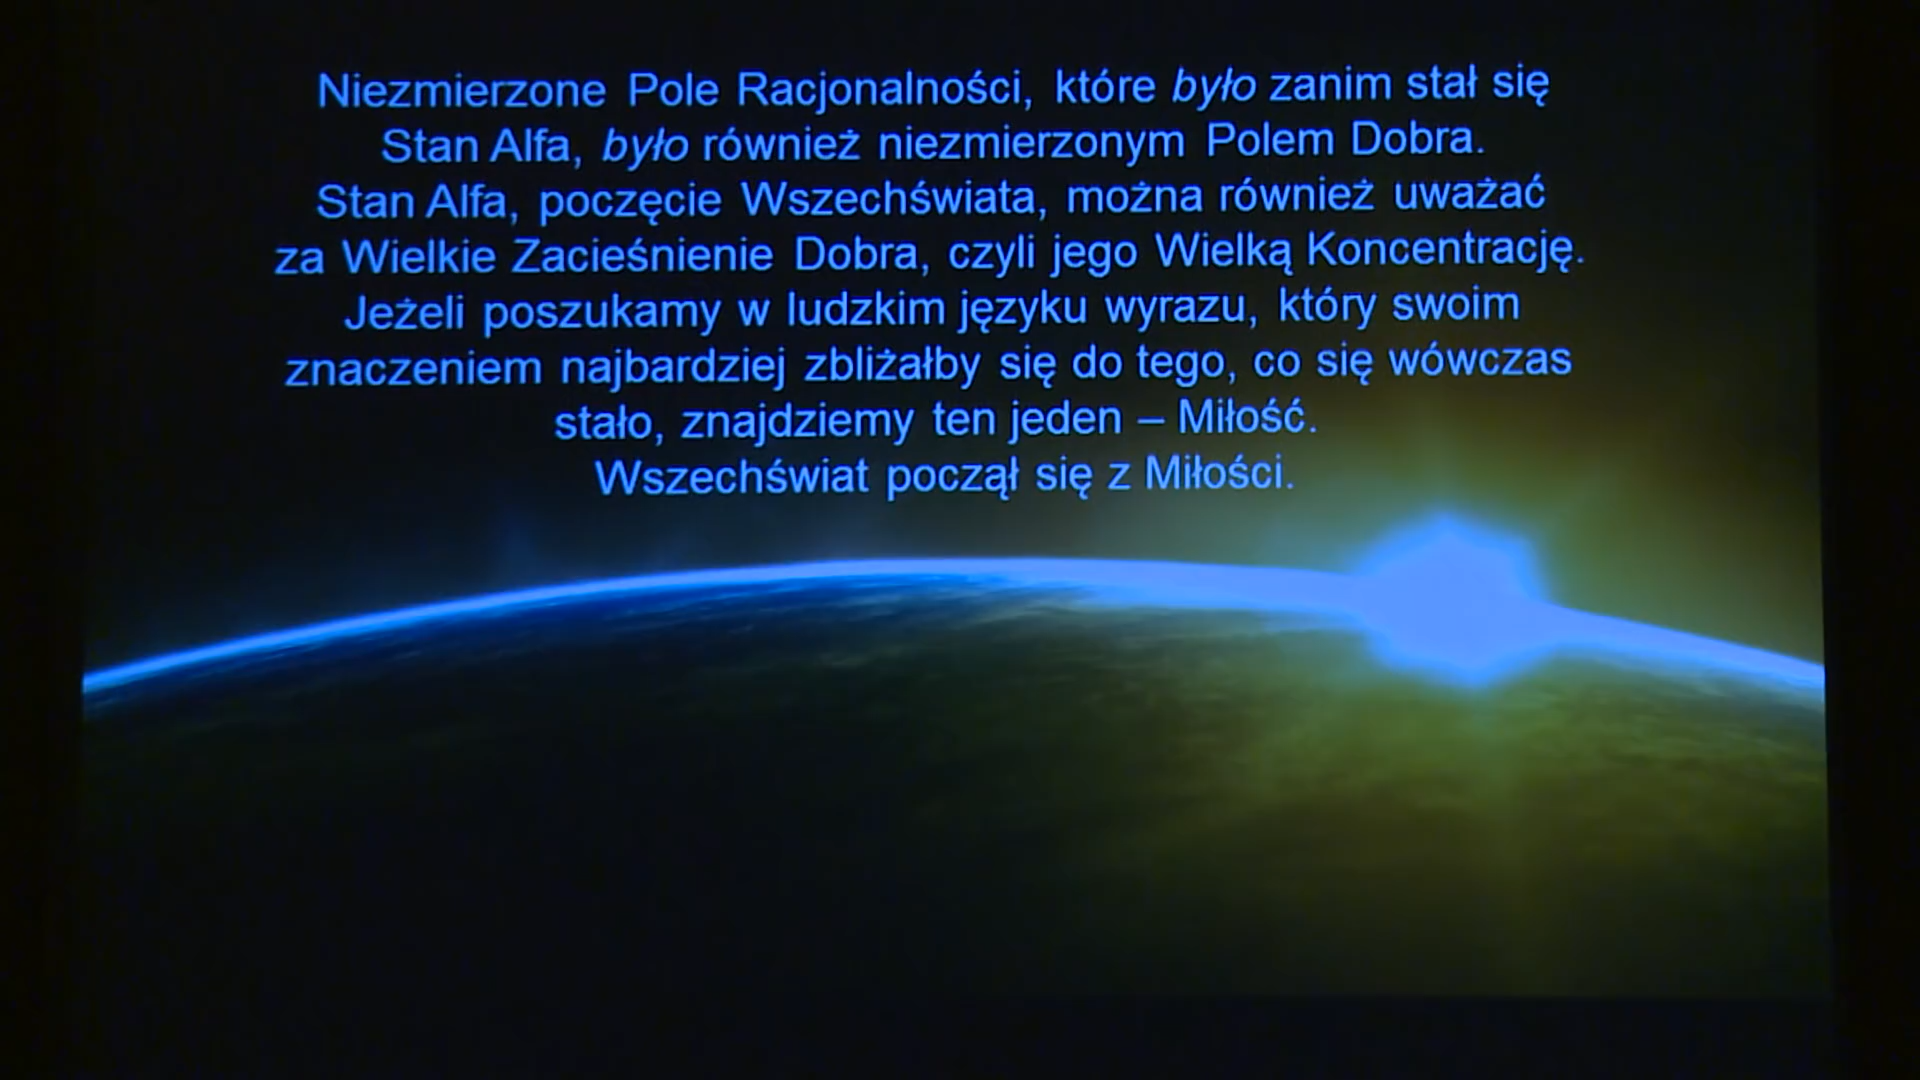 Niezmierzone Pole Racjonalności, które było zanim stał się
Stan Alfa, było również niezmierzonym Polem Dobra.
Stan Alfa, poczęcie Wszechświata, można również uważać
za Wielkie Zacieśnienie Dobra, czyli jego Wielką Koncentrację.
Jeżeli poszukamy w ludzkim języku wyrazu, który swoim
znaczeniem najbardziej zbliżałby się do tego, co się wówczas
stało, znajdziemy ten jeden – Miłość.
Wszechświat począł się z Miłości.